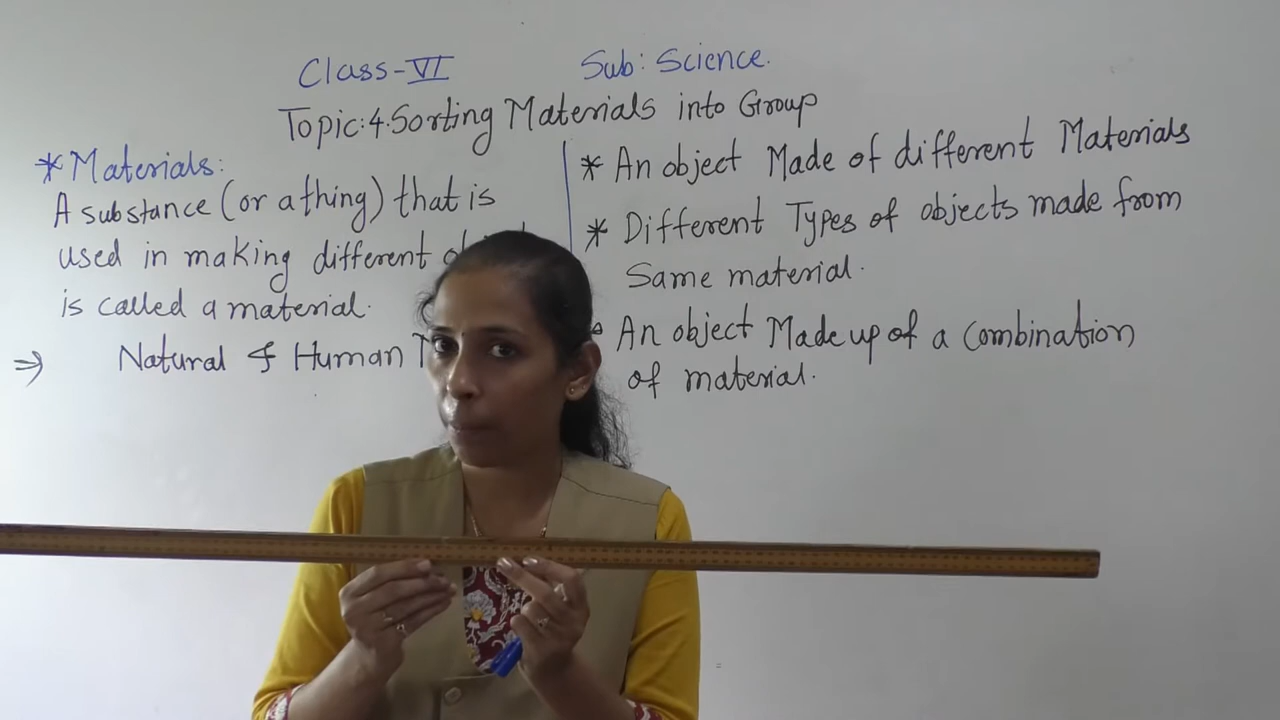 Class-VI Sub: Science.
Topic:4.Sorting Materials into Group
* Materials:
A substance (or a thing) that is
used in making different
is called a material.
⇒ Natural & Human
* An object Made of different Materials
* Different Types of objects made from
Same material.
An object Made up of a combination
of material.